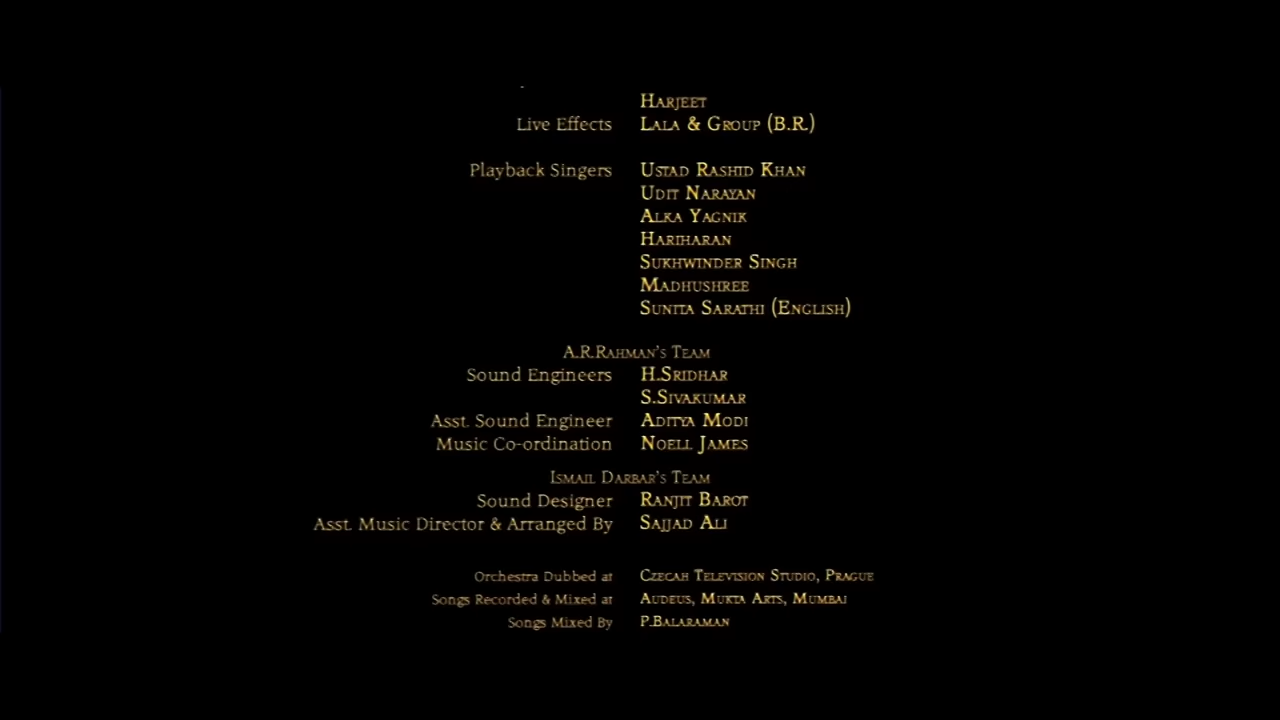 HARJEET
Live Effects LALA & GROUP (B.R.)
Playback Singers USTAD RASHID KHAN
UDIT NARAYAN
ALKA YAGNIK
HARIHARAN
SUKHWINDER SINGH
MADHUSHREE
SUNITA SARATHI (ENGLISH)
A.R.RAHMAN'S TEAM
Sound Engineers H.SRIDHAR
S.SIVAKUMAR
Asst. Sound Engineer ADITYA MODI
Music Co-ordination NOELL JAMES
ISMAIL DARBAR'S TEAM
Sound Designer RANJIT BAROT
Asst. Music Director & Arranged By SAJJAD ALI
Orchestra Dubbed at CZECAH TELEVISION STUDIO, PRAGUE
Songs Recorded & Mixed at AUDEUS, MUKTA ARTS, MUMBAI
Songs Mixed By P.BALARAMAN